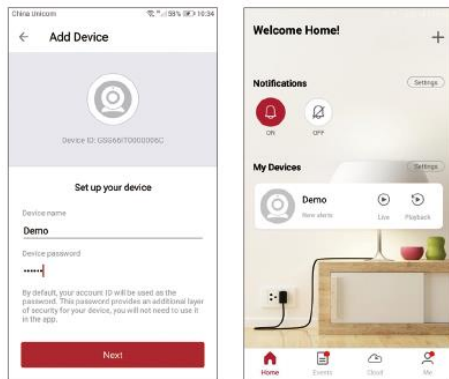 China Unicom 58% 10:34
Add Device
Device ID: GSG66IT0000006C
Set up your device
Device name
Demo
Device password
••••••
By default, your account ID will be used as the
password. This password provides an additional layer
of security for your device, you will not need to use it
in the app.
Next
Welcome Home!
Notifications
Settings
ON
OFF
My Devices
Settings
Demo
New alerts
Live
Playback
Home
Events
Cloud
My